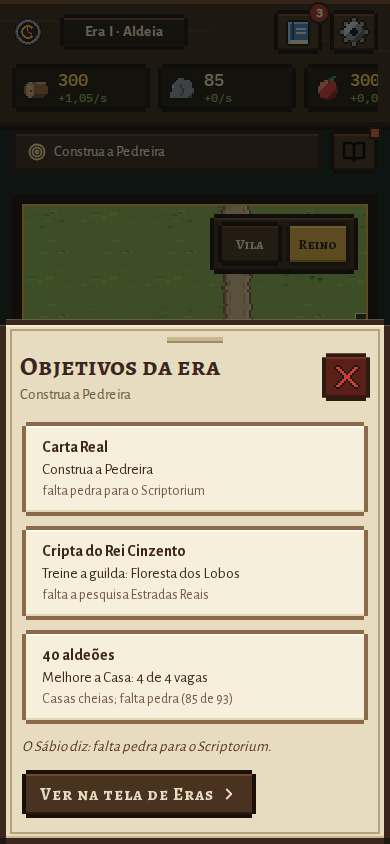 3
Era I · Aldeia
300
+1,05/s
85
+0/s
300
+0,0
Construa a Pedreira
Vila
Reino
Objetivos da era
Construa a Pedreira
Carta Real
Construa a Pedreira
falta pedra para o Scriptorium
Cripta do Rei Cinzento
Treine a guilda: Floresta dos Lobos
falta a pesquisa Estradas Reais
40 aldeões
Melhore a Casa: 4 de 4 vagas
Casas cheias; falta pedra (85 de 93)
O Sábio diz: falta pedra para o Scriptorium.
Ver na tela de Eras